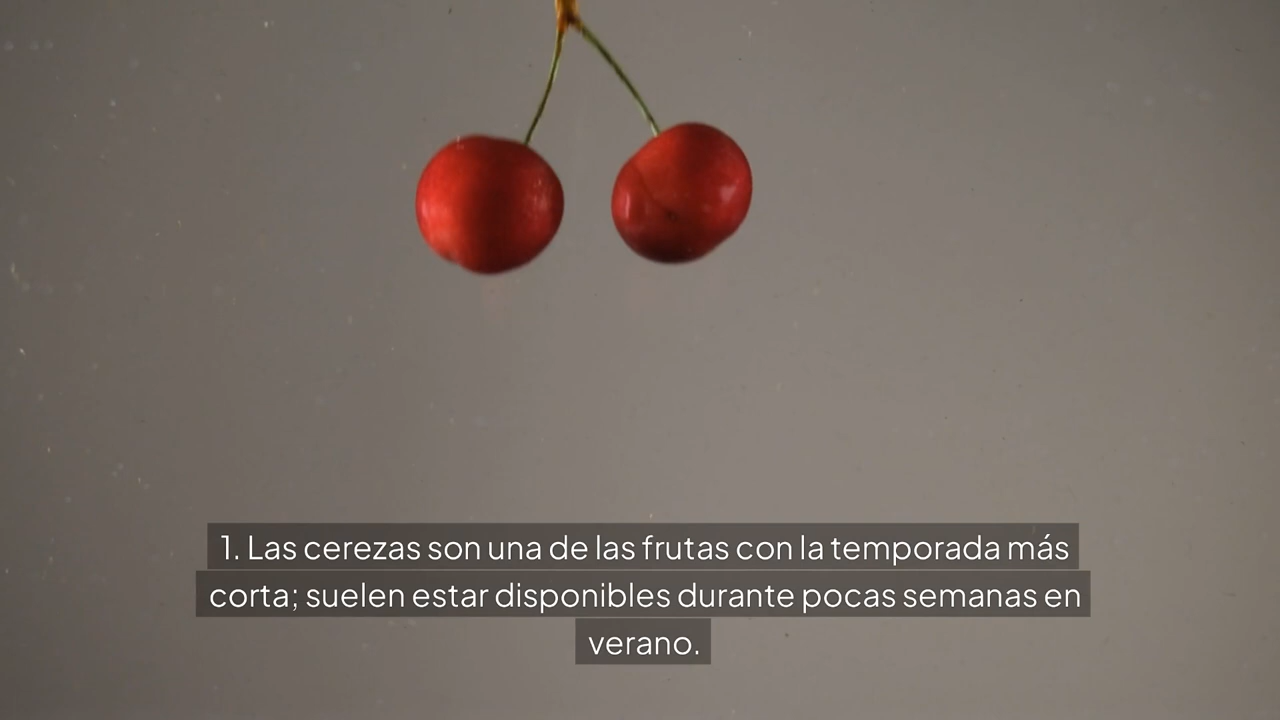 1. Las cerezas son una de las frutas con la temporada más
corta; suelen estar disponibles durante pocas semanas en
verano.